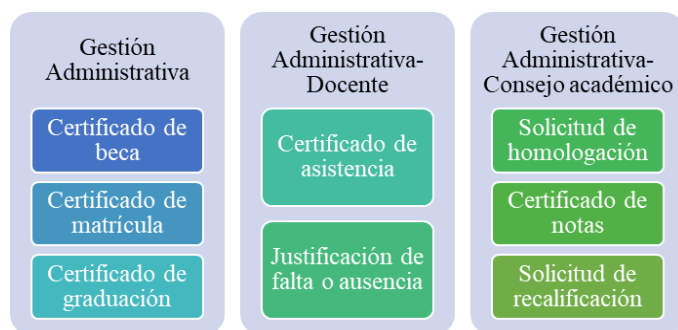 Gestión
Administrativa
Certificado de
beca
Certificado de
matrícula
Certificado de
graduación
Gestión
Administrativa-
Docente
Certificado de
asistencia
Justificación de
falta o ausencia
Gestión
Administrativa-
Consejo académico
Solicitud de
homologación
Certificado de
notas
Solicitud de
recalificación